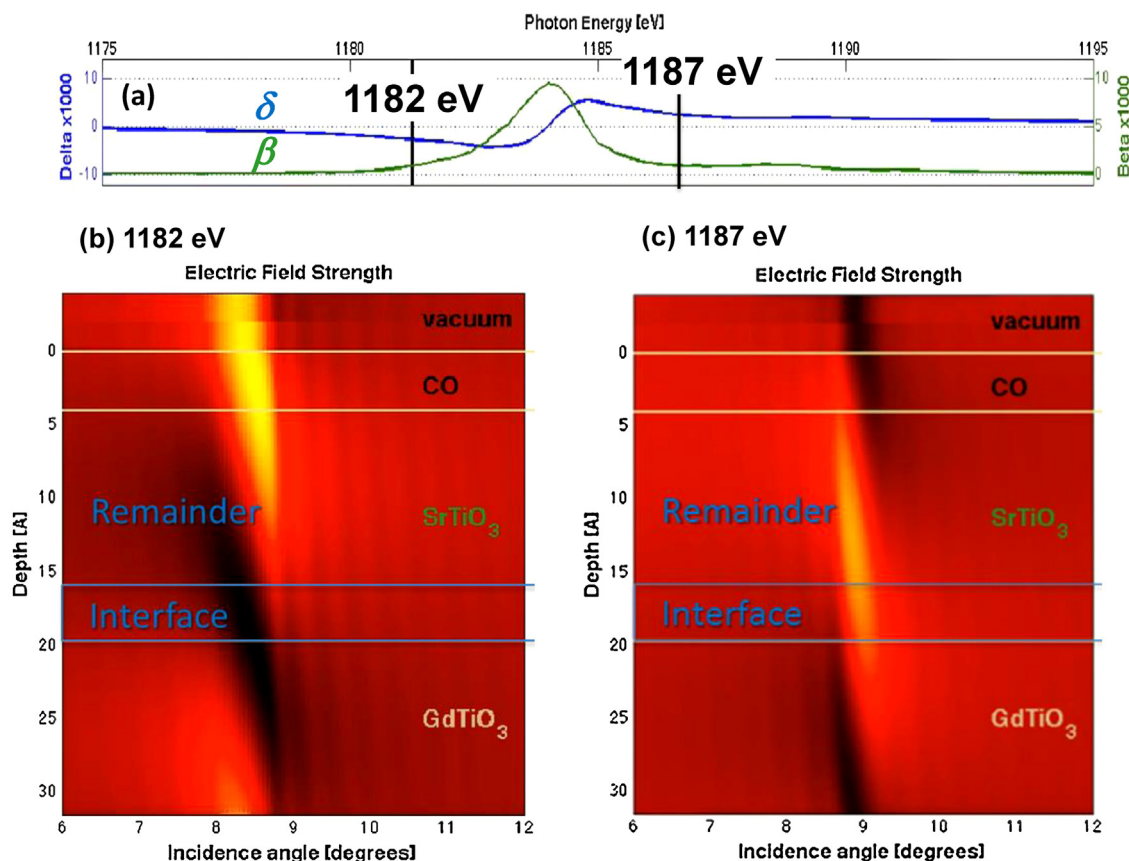 Photon Energy [eV]
1175 1180 1185 1190 1195
(a)
δ
β
1182 eV
1187 eV
10
0
-10
Delta x1000
10
5
0
Beta x1000
(b) 1182 eV
Electric Field Strength
vacuum
CO
Remainder
SrTiO3
Interface
GdTiO3
0
5
10
15
20
25
30
Depth [A]
6 7 8 9 10 11 12
Incidence angle [degrees]
(c) 1187 eV
Electric Field Strength
vacuum
CO
Remainder
SrTiO3
Interface
GdTiO3
0
5
10
15
20
25
30
Depth [A]
6 7 8 9 10 11 12
Incidence angle [degrees]